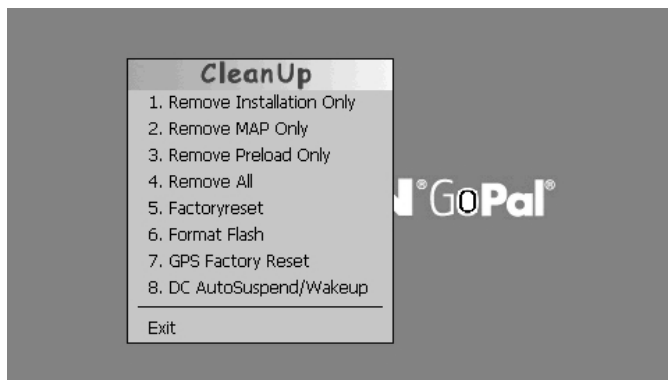 CleanUp
1. Remove Installation Only
2. Remove MAP Only
3. Remove Preload Only
4. Remove All
5. Factoryreset
6. Format Flash
7. GPS Factory Reset
8. DC AutoSuspend/Wakeup
Exit
N® GoPal®